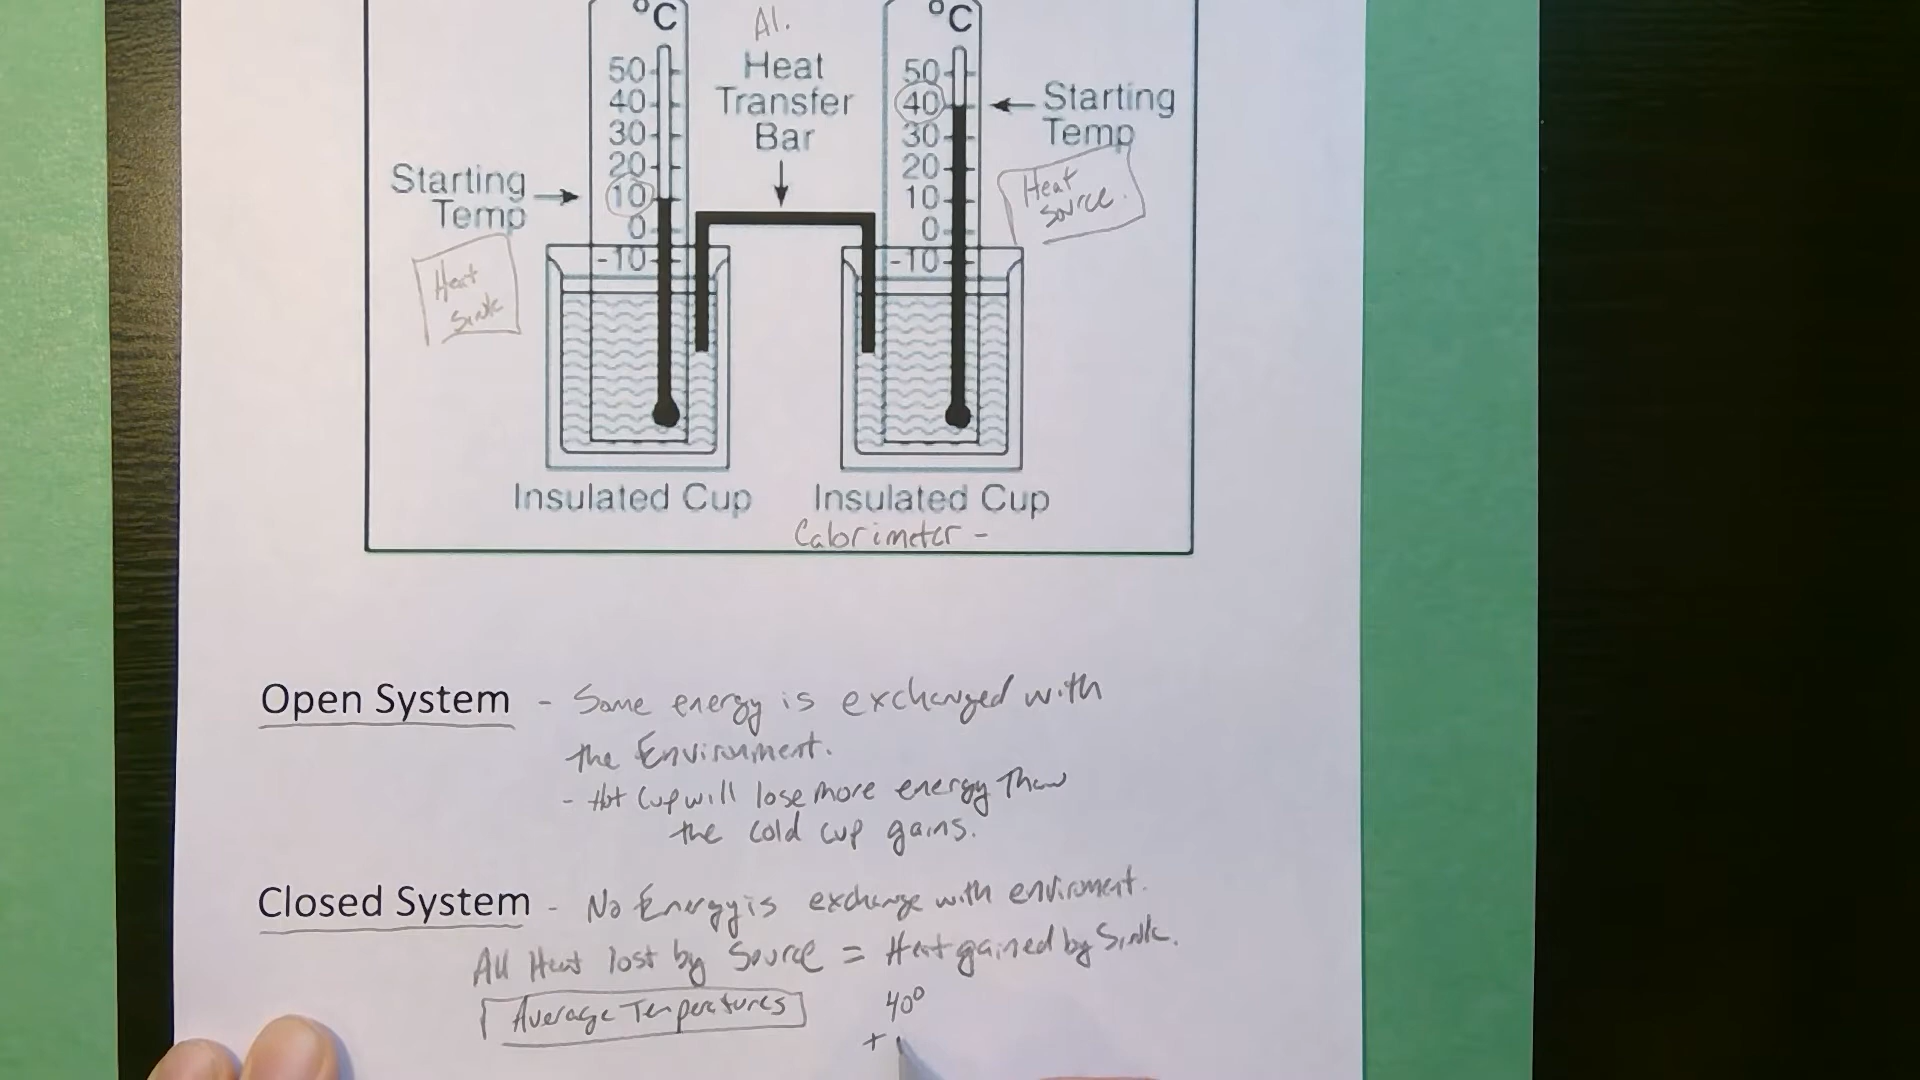 °C
°C
Al.
Heat
Transfer
Bar
50
40
30
20
10
0
-10
50
40
30
20
10
0
-10
Starting
Temp
Starting
Temp
Heat
Source.
Heat
Sink
Insulated Cup
Insulated Cup
Calorimeter -
Open System - Some energy is exchanged with
the Environment.
- Hot Cup will lose more energy Than
the cold cup gains.
Closed System - No Energy is exchange with enviroment.
All Heat lost by Source = Heat gained by Sink.
Average Temperatures
40°
+